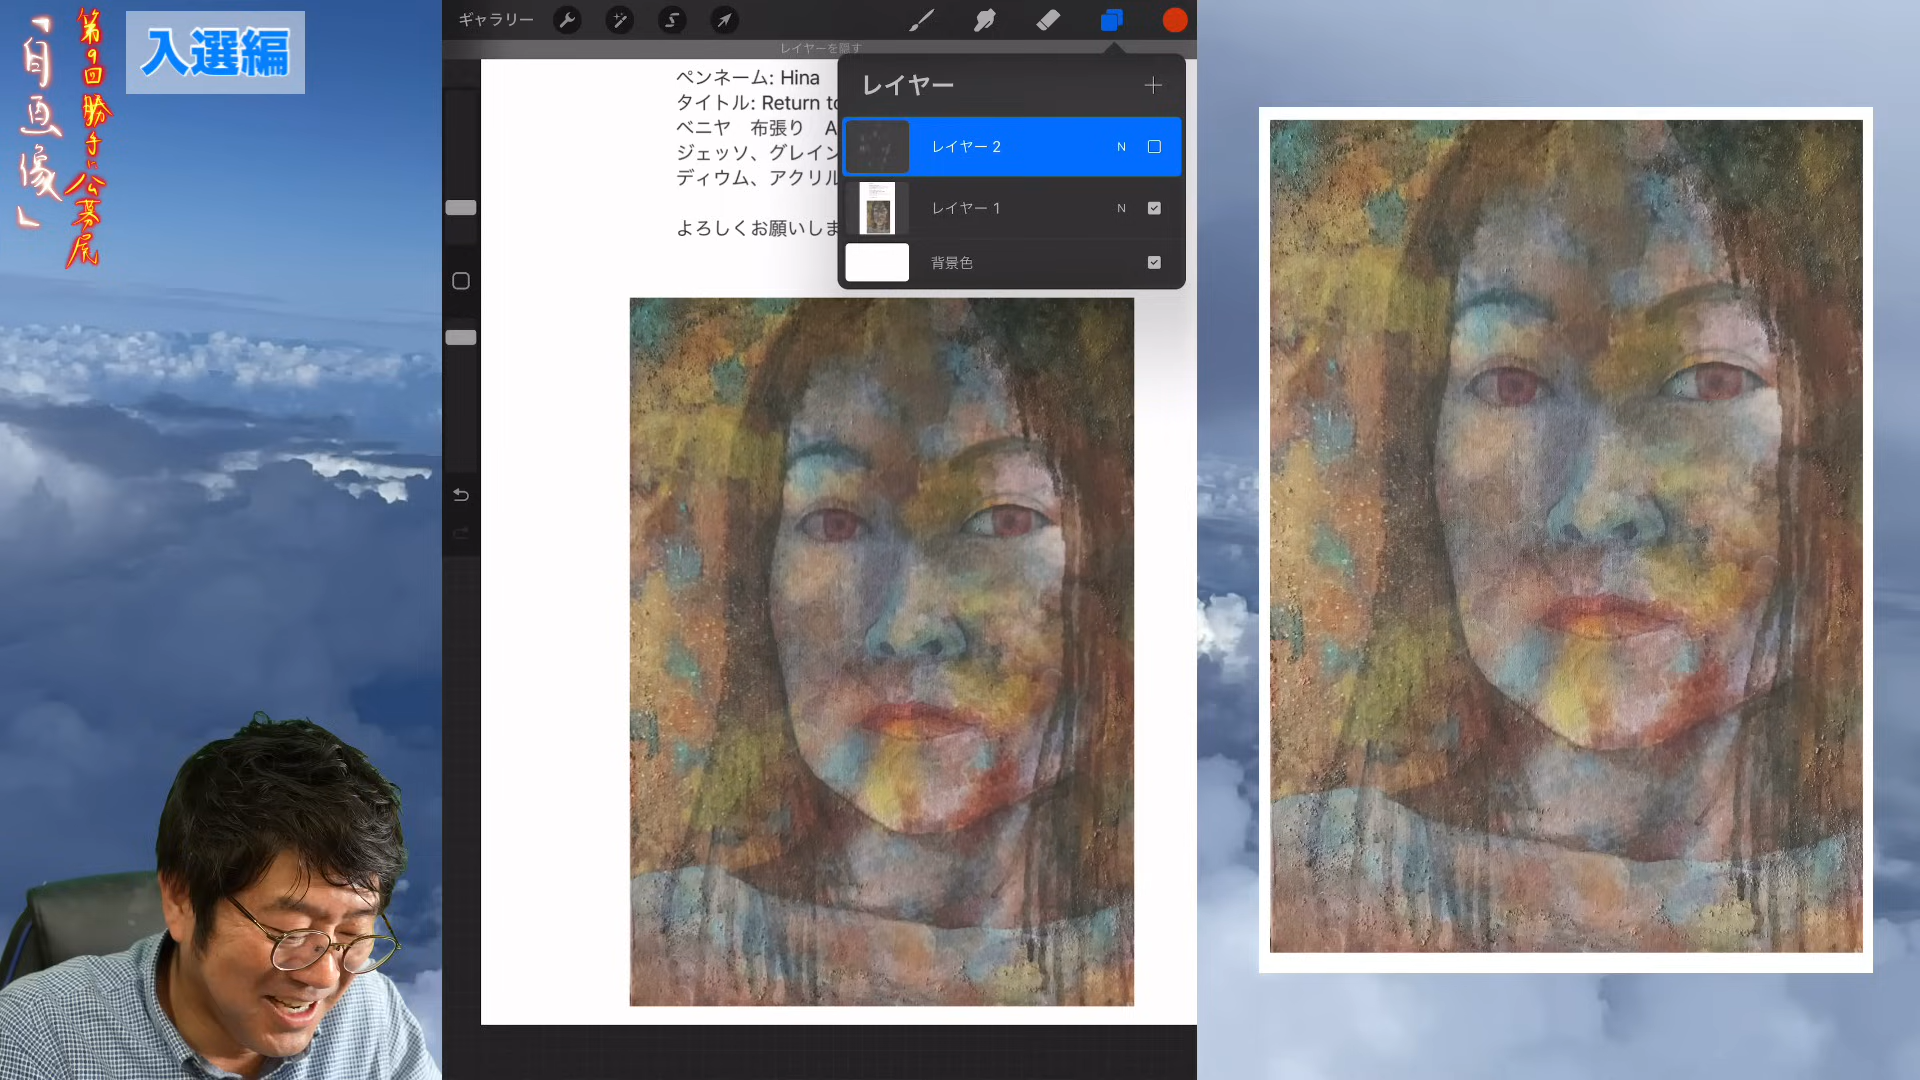 第9回 勝手に公募展
「自画像」
入選編
ギャラリー
レイヤーを隠す
ペンネーム: Hina
タイトル: Return to
ベニヤ 布張り A
ジェッソ、グレイン
ディウム、アクリル
よろしくお願いしま
レイヤー
レイヤー 2 N
レイヤー 1 N
背景色